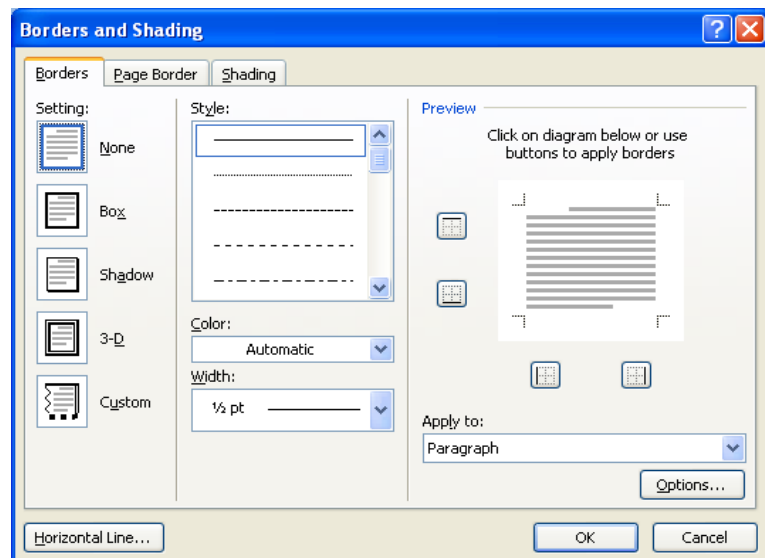 Borders and Shading
Borders
Page Border
Shading
Setting:
None
Box
Shadow
3-D
Custom
Style:
Color:
Automatic
Width:
½ pt
Preview
Click on diagram below or use
buttons to apply borders
Apply to:
Paragraph
Options...
Horizontal Line...
OK
Cancel